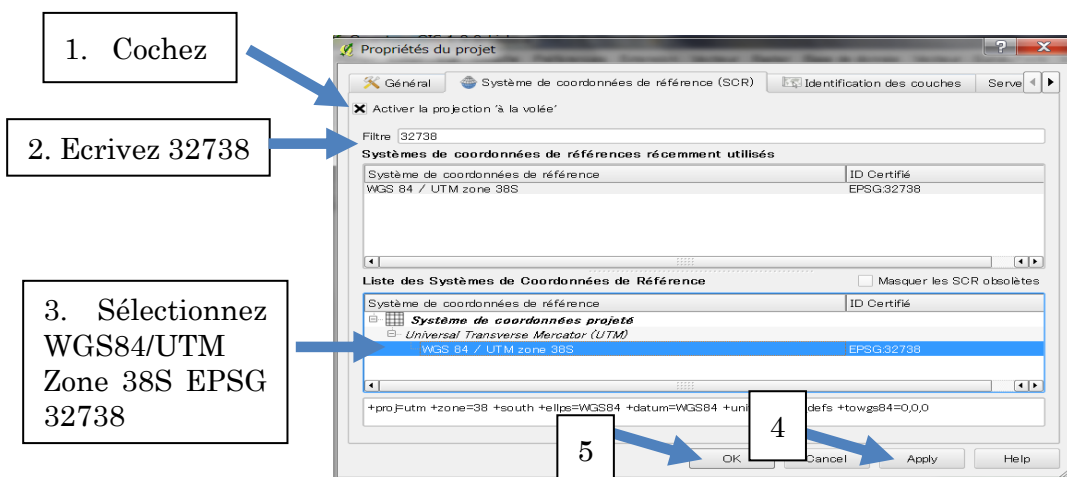 1. Cochez
Propriétés du projet
Général
Système de coordonnées de référence (SCR)
Identification des couches
Serve
Activer la projection 'à la volée'
2. Ecrivez 32738
Filtre 32738
Systèmes de coordonnées de références récemment utilisés
Système de coordonnées de référence ID Certifié
WGS 84 / UTM zone 38S EPSG:32738
Liste des Systèmes de Coordonnées de Référence
Masquer les SCR obsolètes
3. Sélectionnez
WGS84/UTM
Zone 38S EPSG
32738
Système de coordonnées de référence ID Certifié
Système de coordonnées projeté
Universal Transverse Mercator (UTM)
WGS 84 / UTM zone 38S EPSG:32738
+proj=utm +zone=38 +south +ellps=WGS84 +datum=WGS84 +uni defs +towgs84=0,0,0
4
5
OK Cancel Apply Help